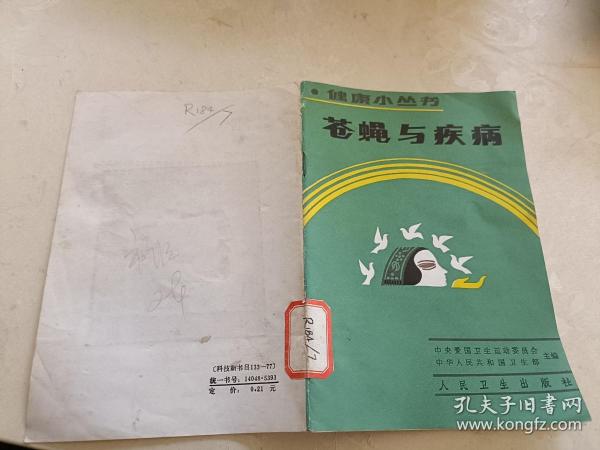 R184/7
〔科技新书目133—77〕
统一书号：14048·5391
定 价： 0.21 元
R184/7
·健康小丛书
苍蝇与疾病
中央爱国卫生运动委员会
中华人民共和国卫生部 主编
人民卫生出版社
孔夫子旧书网
www.kongfz.com